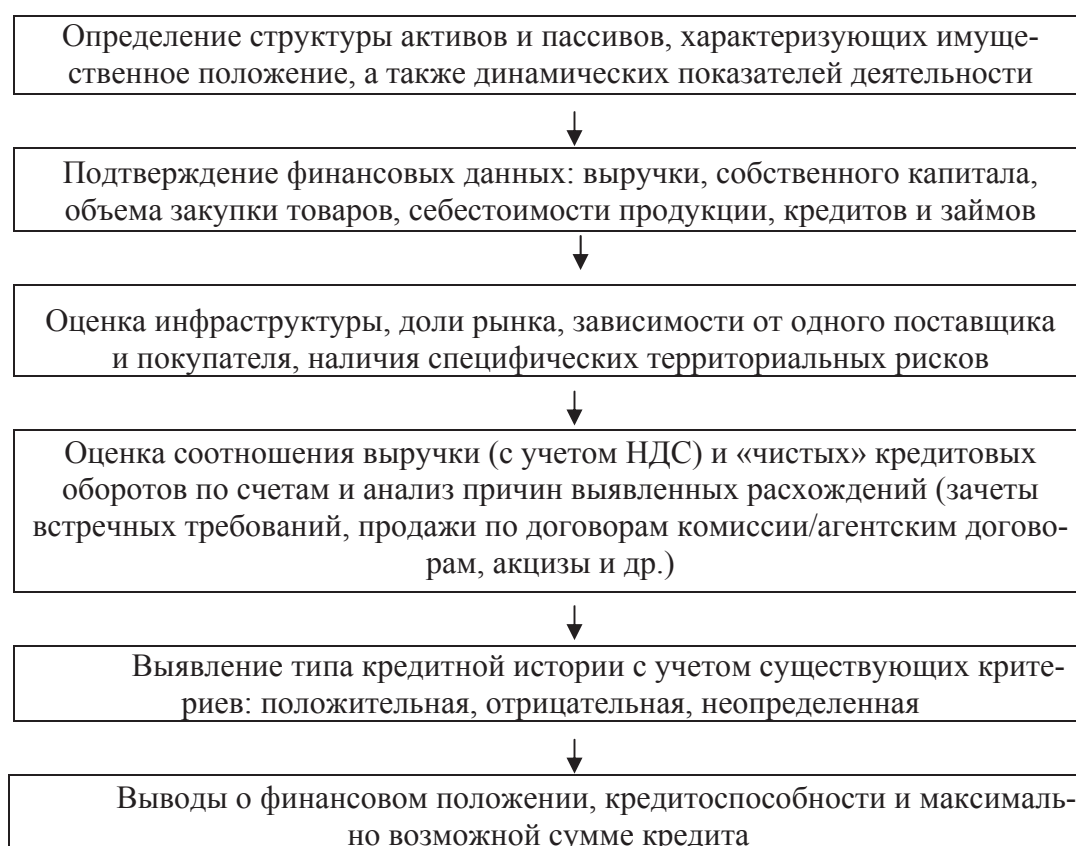 Определение структуры активов и пассивов, характеризующих имуще-
ственное положение, а также динамических показателей деятельности
Подтверждение финансовых данных: выручки, собственного капитала,
объема закупки товаров, себестоимости продукции, кредитов и займов
Оценка инфраструктуры, доли рынка, зависимости от одного поставщика
и покупателя, наличия специфических территориальных рисков
Оценка соотношения выручки (с учетом НДС) и «чистых» кредитовых
оборотов по счетам и анализ причин выявленных расхождений (зачеты
встречных требований, продажи по договорам комиссии/агентским догово-
рам, акцизы и др.)
Выявление типа кредитной истории с учетом существующих крите-
риев: положительная, отрицательная, неопределенная
Выводы о финансовом положении, кредитоспособности и максималь-
но возможной сумме кредита